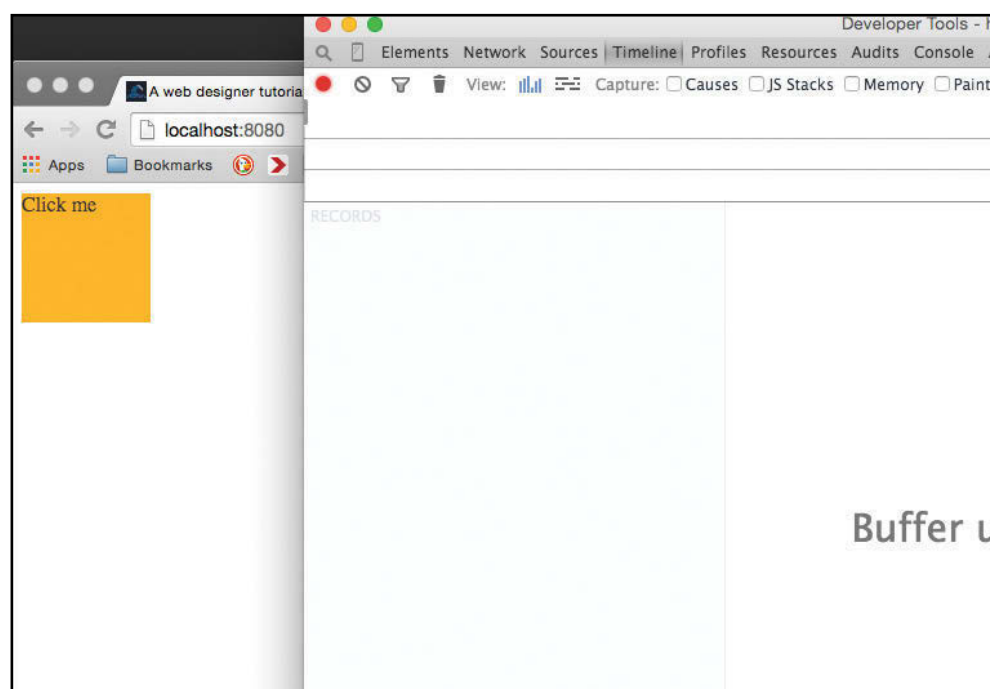 Developer Tools -
Elements Network Sources Timeline Profiles Resources Audits Console
View: Capture: Causes JS Stacks Memory Paint
A web designer tutoria
localhost:8080
Apps Bookmarks
Click me
RECORDS
Buffer u